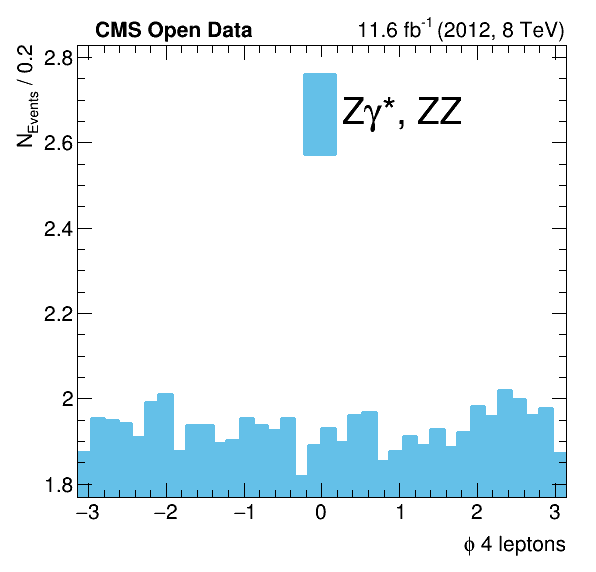 CMS Open Data 11.6 fb-1 (2012, 8 TeV)
NEvents / 0.2
2.8
2.6
2.4
2.2
2
1.8
Zγ*, ZZ
−3 −2 −1 0 1 2 3
ϕ 4 leptons